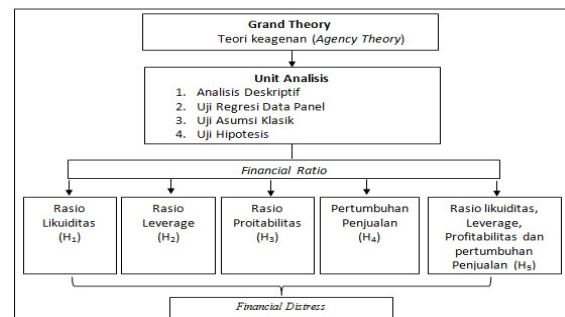 Grand Theory
Teori keagenan (Agency Theory)
Unit Analisis
1. Analisis Deskriptif
2. Uji Regresi Data Panel
3. Uji Asumsi Klasik
4. Uji Hipotesis
Financial Ratio
Rasio
Likuiditas
(H₁)
Rasio
Leverage
(H₂)
Rasio
Proitabilitas
(H₃)
Pertumbuhan
Penjualan
(H₄)
Rasio likuiditas,
Leverage,
Profitabilitas dan
pertumbuhan
Penjualan (H₅)
Financial Distress